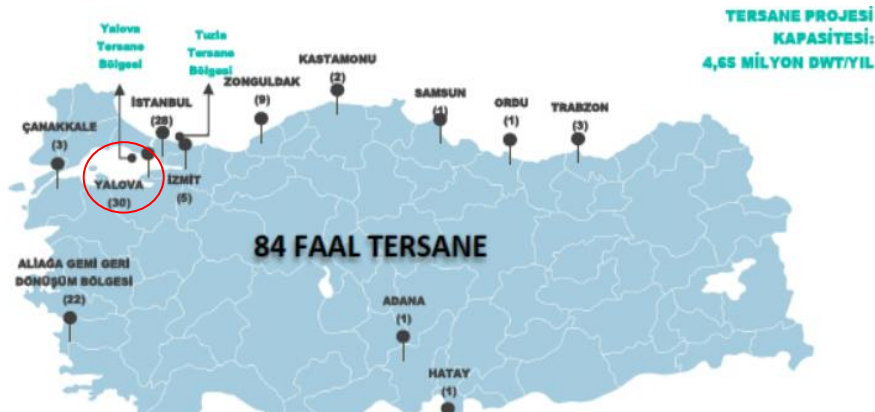 TERSANE PROJESİ
KAPASİTESİ:
4,65 MİLYON DWT/YIL
Yalova
Tersane
Bölgesi
Tuzla
Tersane
Bölgesi
KASTAMONU
(2)
ZONGULDAK
(9)
SAMSUN
(1)
ORDU
(1)
TRABZON
(3)
İSTANBUL
(28)
ÇANAKKALE
(3)
YALOVA
(30)
İZMİT
(5)
84 FAAL TERSANE
ALİAĞA GEMİ GERİ
DÖNÜŞÜM BÖLGESİ
(22)
ADANA
(1)
HATAY
(1)